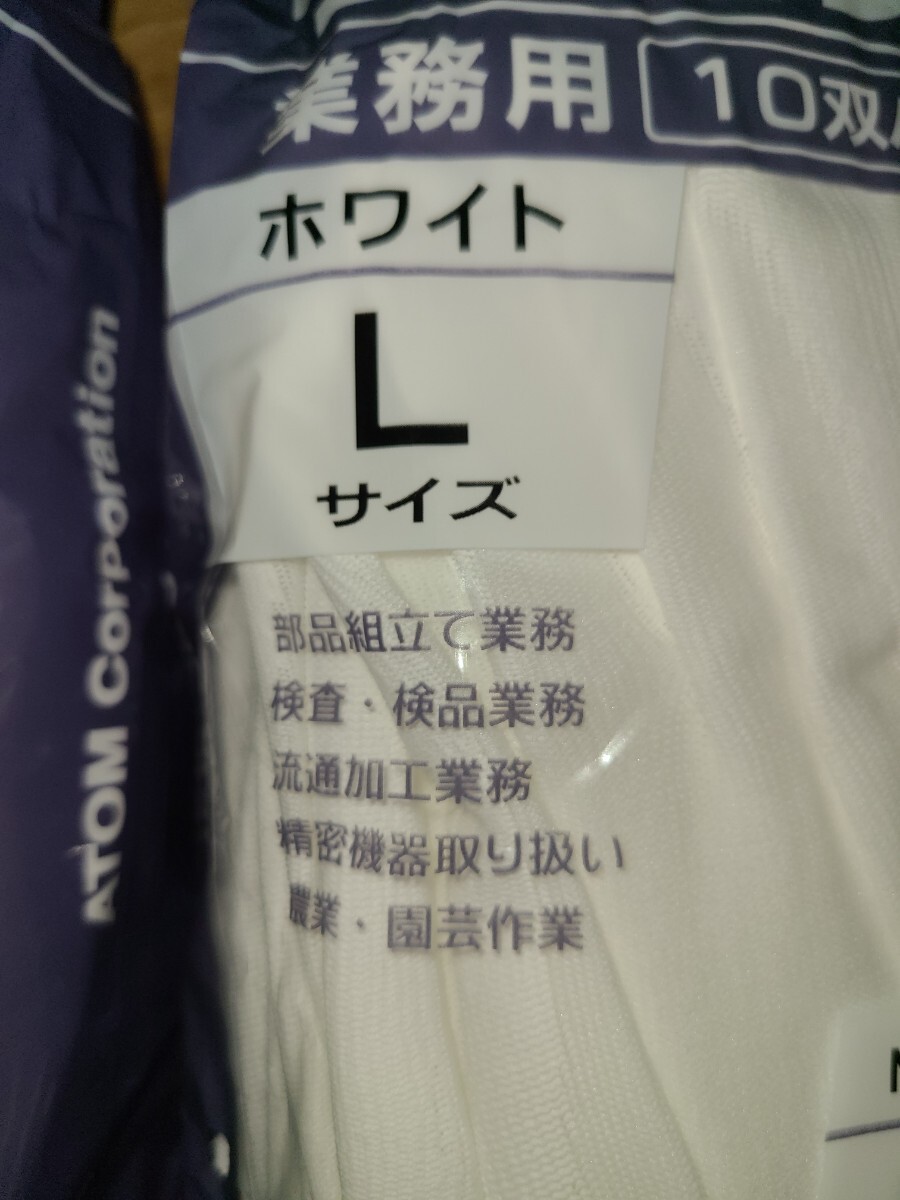 業務用
10双
ホワイト
L
サイズ
部品組立て業務
検査・検品業務
流通加工業務
精密機器取り扱い
農業・園芸作業
ATOM Corporation